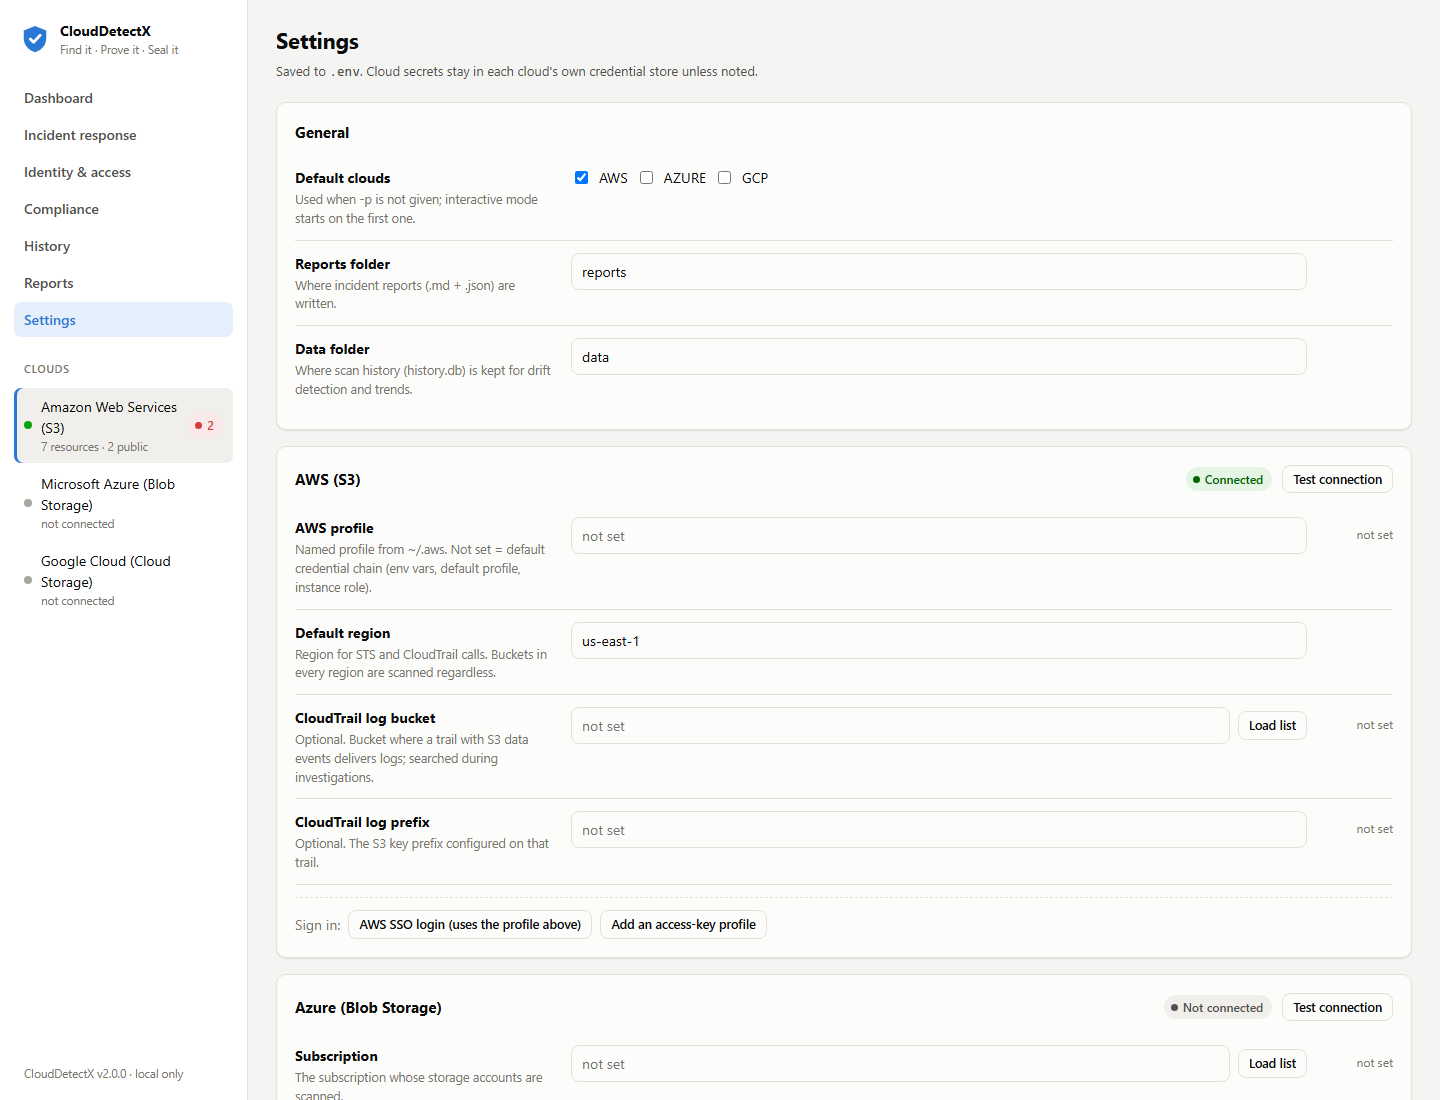 CloudDetectX
Find it · Prove it · Seal it
Dashboard
Incident response
Identity & access
Compliance
History
Reports
Settings
CLOUDS
Amazon Web Services
(S3)
2
7 resources · 2 public
Microsoft Azure (Blob
Storage)
not connected
Google Cloud (Cloud
Storage)
not connected
CloudDetectX v2.0.0 · local only
Settings
Saved to .env. Cloud secrets stay in each cloud's own credential store unless noted.
General
Default clouds
AWS AZURE GCP
Used when -p is not given; interactive mode
starts on the first one.
Reports folder
reports
Where incident reports (.md + .json) are
written.
Data folder
data
Where scan history (history.db) is kept for drift
detection and trends.
AWS (S3)
Connected
Test connection
AWS profile
not set
not set
Named profile from ~/.aws. Not set = default
credential chain (env vars, default profile,
instance role).
Default region
us-east-1
Region for STS and CloudTrail calls. Buckets in
every region are scanned regardless.
CloudTrail log bucket
not set
Load list
not set
Optional. Bucket where a trail with S3 data
events delivers logs; searched during
investigations.
CloudTrail log prefix
not set
not set
Optional. The S3 key prefix configured on that
trail.
Sign in:
AWS SSO login (uses the profile above)
Add an access-key profile
Azure (Blob Storage)
Not connected
Test connection
Subscription
not set
Load list
not set
The subscription whose storage accounts are
scanned.